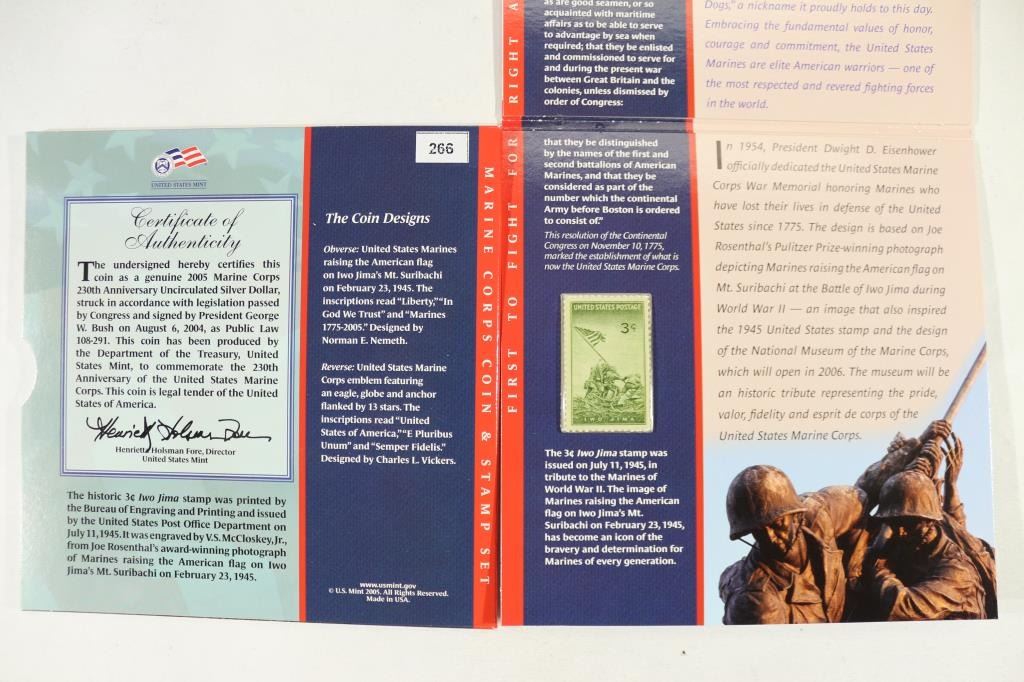 UNITED STATES MINT
Certificate of
Authenticity
The undersigned hereby certifies this
coin as a genuine 2005 Marine Corps
230th Anniversary Uncirculated Silver Dollar,
struck in accordance with legislation passed
by Congress and signed by President George
W. Bush on August 6, 2004, as Public Law
108-291. This coin has been produced by
the Department of the Treasury, United
States Mint, to commemorate the 230th
Anniversary of the United States Marine
Corps. This coin is legal tender of the United
States of America.
Henrietta Holsman Fore, Director
United States Mint
The historic 3¢ Iwo Jima stamp was printed by
the Bureau of Engraving and Printing and issued
by the United States Post Office Department on
July 11, 1945. It was engraved by V.S. McCloskey, Jr.,
from Joe Rosenthal's award-winning photograph
of Marines raising the American flag on Iwo
Jima's Mt. Suribachi on February 23, 1945.
266
The Coin Designs
Obverse: United States Marines
raising the American flag
on Iwo Jima's Mt. Suribachi
on February 23, 1945. The
inscriptions read "Liberty," "In
God We Trust" and "Marines
1775-2005." Designed by
Norman E. Nemeth.
Reverse: United States Marine
Corps emblem featuring
an eagle, globe and anchor
flanked by 13 stars. The
inscriptions read "United
States of America," "E Pluribus
Unum" and "Semper Fidelis."
Designed by Charles L. Vickers.
www.usmint.gov
© U.S. Mint 2005. All Rights Reserved.
Made in USA.
MARINE CORPS COIN & STAMP SET
FIRST TO FIGHT FOR RIGHT A
as are good seamen, or so
acquainted with maritime
affairs as to be able to serve
to advantage by sea when
required; that they be enlisted
and commissioned to serve for
and during the present war
between Great Britain and the
colonies, unless dismissed by
order of Congress:
that they be distinguished
by the names of the first and
second battalions of American
Marines, and that they be
considered as part of the
number which the continental
Army before Boston is ordered
to consist of."
This resolution of the Continental
Congress on November 10, 1775,
marked the establishment of what is
now the United States Marine Corps.
UNITED STATES POSTAGE
3¢
IWO JIMA
The 3¢ Iwo Jima stamp was
issued on July 11, 1945, in
tribute to the Marines of
World War II. The image of
Marines raising the American
flag on Iwo Jima's Mt.
Suribachi on February 23, 1945,
has become an icon of the
bravery and determination for
Marines of every generation.
Dogs," a nickname it proudly holds to this day.
Embracing the fundamental values of honor,
courage and commitment, the United States
Marines are elite American warriors — one of
the most respected and revered fighting forces
in the world.
In 1954, President Dwight D. Eisenhower
officially dedicated the United States Marine
Corps War Memorial honoring Marines who
have lost their lives in defense of the United
States since 1775. The design is based on Joe
Rosenthal's Pulitzer Prize-winning photograph
depicting Marines raising the American flag on
Mt. Suribachi at the Battle of Iwo Jima during
World War II — an image that also inspired
the 1945 United States stamp and the design
of the National Museum of the Marine Corps,
which will open in 2006. The museum will be
an historic tribute representing the pride,
valor, fidelity and esprit de corps of the
United States Marine Corps.